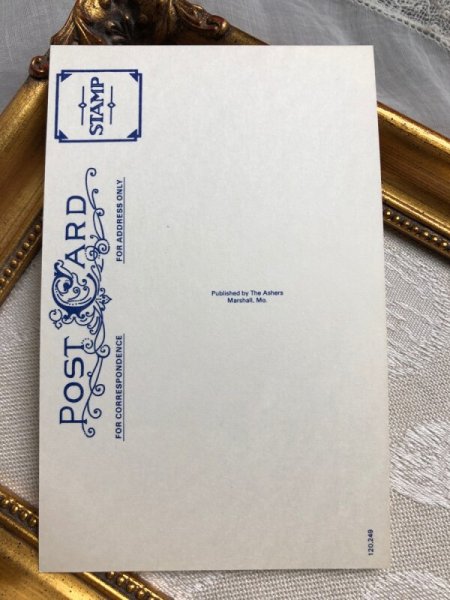 STAMP
POST CARD
FOR CORRESPONDENCE
FOR ADDRESS ONLY
Published by The Ashers
Marshall, Mo.
120,249